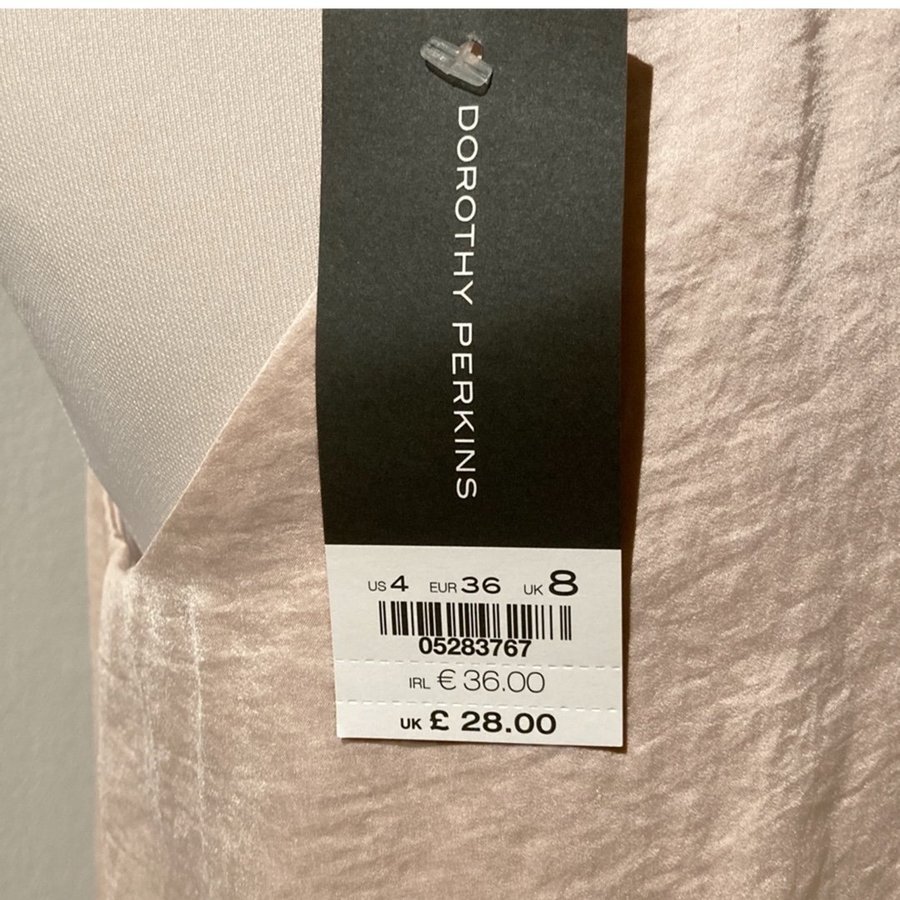 DOROTHY PERKINS
US 4 EUR 36 UK 8
05283767
IRL € 36.00
UK £ 28.00